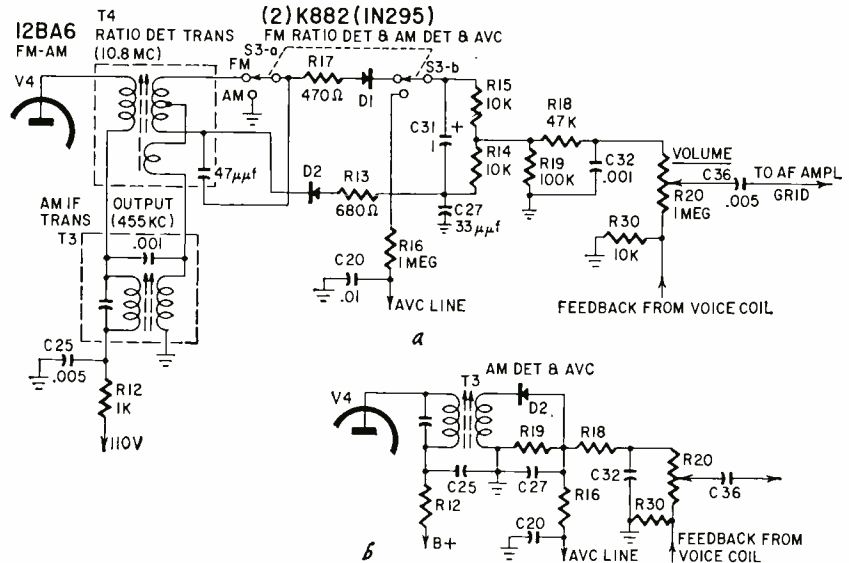 (2)K882(IN295)
12BA6
FM-AM
T4
RATIO DET TRANS
(10.8 MC)
FM RATIO DET & AM DET & AVC
V4
FM
S3-a
AM
R17
470Ω
D1
S3-b
C31
+
1
R15
10K
R14
10K
R18
47K
R19
100K
C32
.001
VOLUME
C36
.005
R20
1MEG
TO AF AMPL
GRID
47µµf
D2
R13
680Ω
C27
33µµf
R16
1MEG
C20
.01
AVC LINE
R30
10K
FEEDBACK FROM VOICE COIL
AM IF
TRANS
T3
OUTPUT
(455KC)
.001
C25
.005
R12
1K
110V
a
V4
T3
AM DET & AVC
D2
R19
R18
R20
C25
C27
R16
C32
C36
R30
R12
B+
C20
AVC LINE
FEEDBACK FROM
VOICE COIL
б